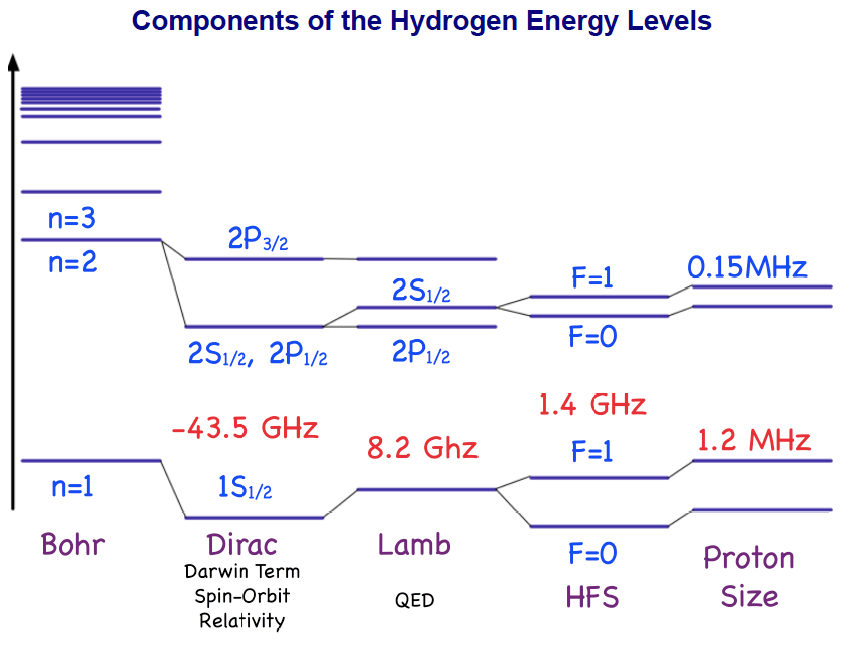 Components of the Hydrogen Energy Levels
n=3
n=2
2P3/2
2S1/2
F=1
0.15MHz
2S1/2, 2P1/2
2P1/2
F=0
-43.5 GHz
8.2 Ghz
1.4 GHz
1.2 MHz
n=1
1S1/2
F=1
F=0
Bohr
Dirac
Darwin Term
Spin-Orbit
Relativity
Lamb
QED
HFS
Proton
Size